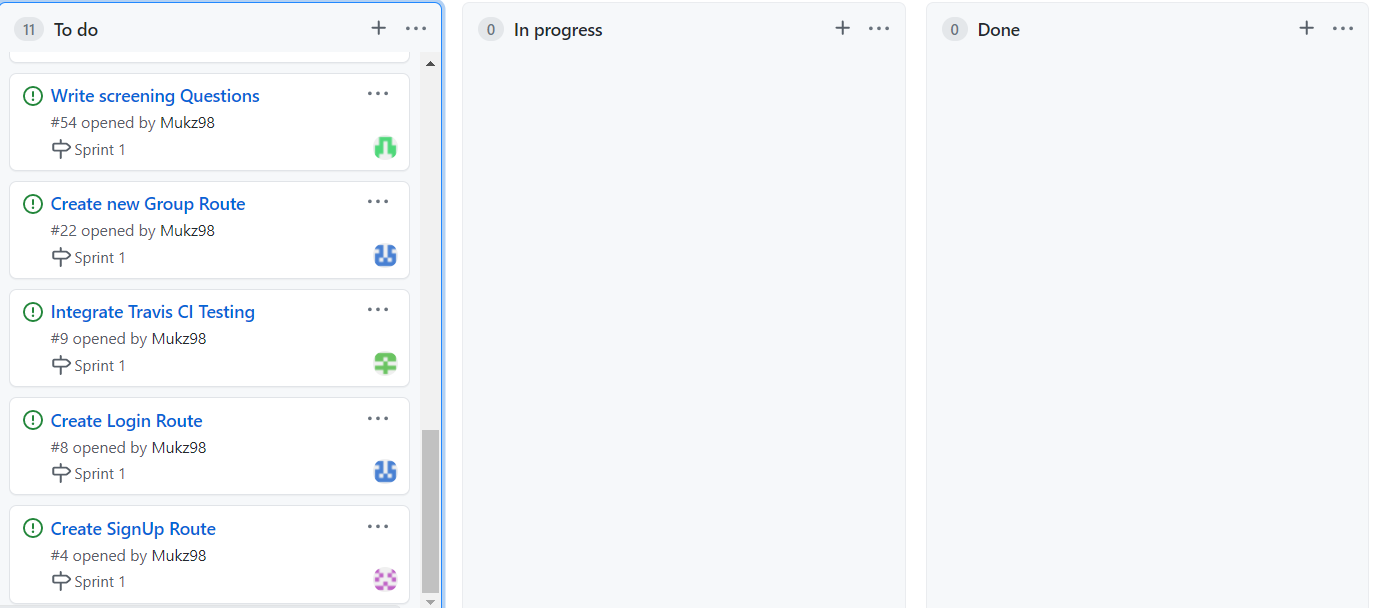 11 To do
Write screening Questions
#54 opened by Mukz98
Sprint 1
Create new Group Route
#22 opened by Mukz98
Sprint 1
Integrate Travis CI Testing
#9 opened by Mukz98
Sprint 1
Create Login Route
#8 opened by Mukz98
Sprint 1
Create SignUp Route
#4 opened by Mukz98
Sprint 1
0 In progress
0 Done